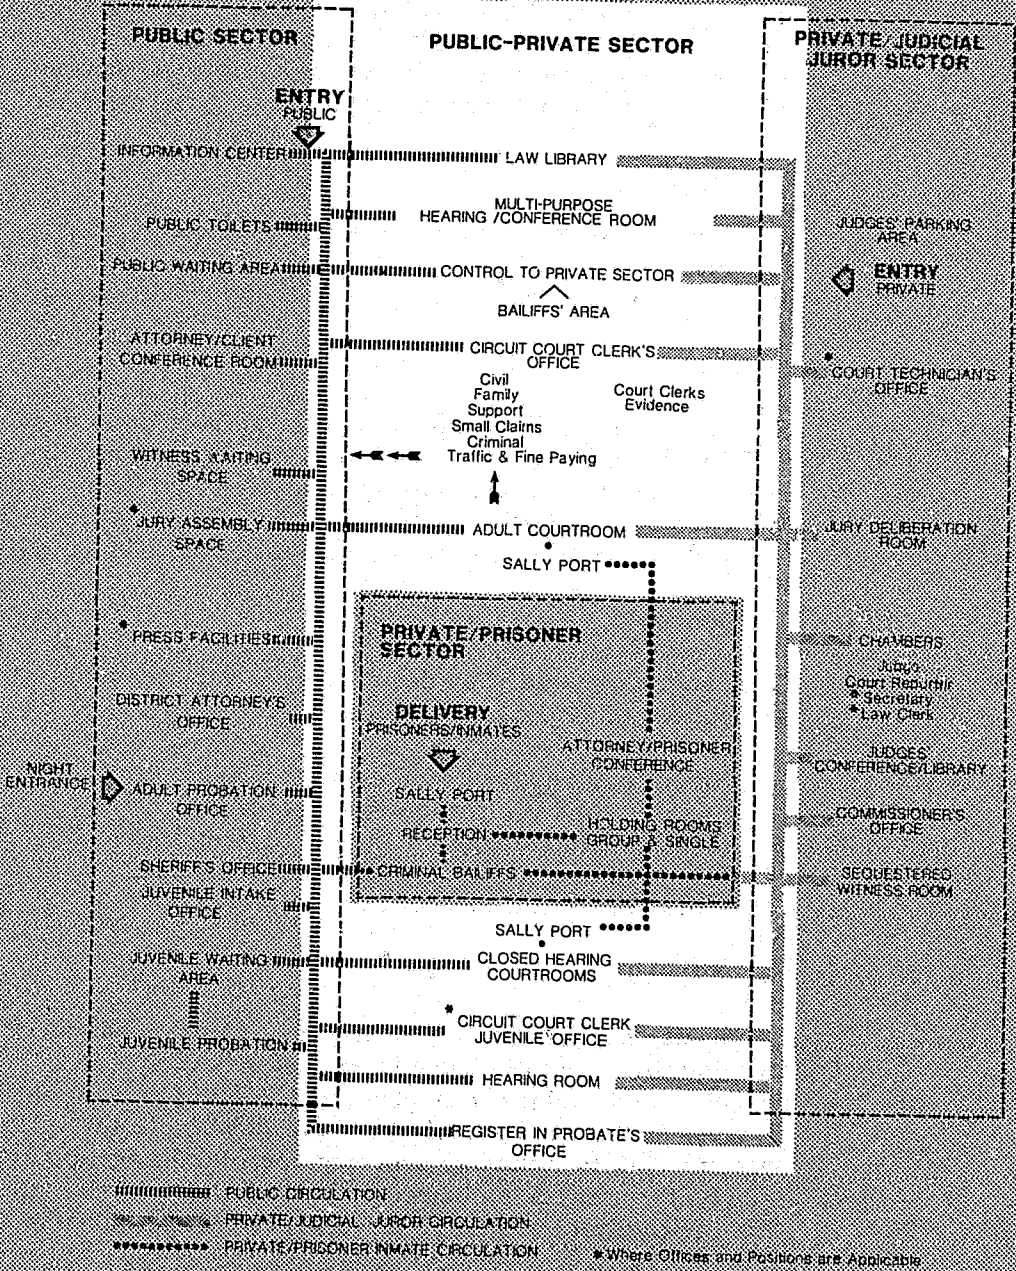 PUBLIC SECTOR
PUBLIC-PRIVATE SECTOR
PRIVATE/JUDICIAL
JUROR SECTOR
ENTRY
PUBLIC
INFORMATION CENTER
LAW LIBRARY
MULTI-PURPOSE
HEARING/CONFERENCE ROOM
PUBLIC TOILETS
JUDGES' PARKING
AREA
PUBLIC WAITING AREA
CONTROL TO PRIVATE SECTOR
ENTRY
PRIVATE
BAILIFFS' AREA
ATTORNEY/CLIENT
CONFERENCE ROOM
CIRCUIT COURT CLERK'S
OFFICE
* COURT TECHNICIAN'S
OFFICE
Civil
Family
Support
Small Claims
Criminal
Traffic & Fine Paying
Court Clerks
Evidence
WITNESS WAITING
SPACE
* JURY ASSEMBLY
SPACE
ADULT COURTROOM
JURY DELIBERATION
ROOM
SALLY PORT
PRIVATE/PRISONER
SECTOR
* PRESS FACILITIES
CHAMBERS
Judge
Court Reporter
* Secretary
* Law Clerk
DISTRICT ATTORNEY'S
OFFICE
DELIVERY
PRISONERS/INMATES
ATTORNEY/PRISONER
CONFERENCE
JUDGES'
CONFERENCE/LIBRARY
NIGHT
ENTRANCE
ADULT PROBATION
OFFICE
SALLY PORT
COMMISSIONER'S
OFFICE
RECEPTION
HOLDING ROOMS
GROUP & SINGLE
SHERIFF'S OFFICE
CRIMINAL BAILIFFS
SEQUESTERED
WITNESS ROOM
JUVENILE INTAKE
OFFICE
SALLY PORT
JUVENILE WAITING
AREA
CLOSED HEARING
COURTROOMS
* CIRCUIT COURT CLERK
JUVENILE OFFICE
JUVENILE PROBATION
HEARING ROOM
REGISTER IN PROBATE'S
OFFICE
PUBLIC CIRCULATION
PRIVATE/JUDICIAL JUROR CIRCULATION
PRIVATE/PRISONER INMATE CIRCULATION
* Where Offices and Positions are Applicable